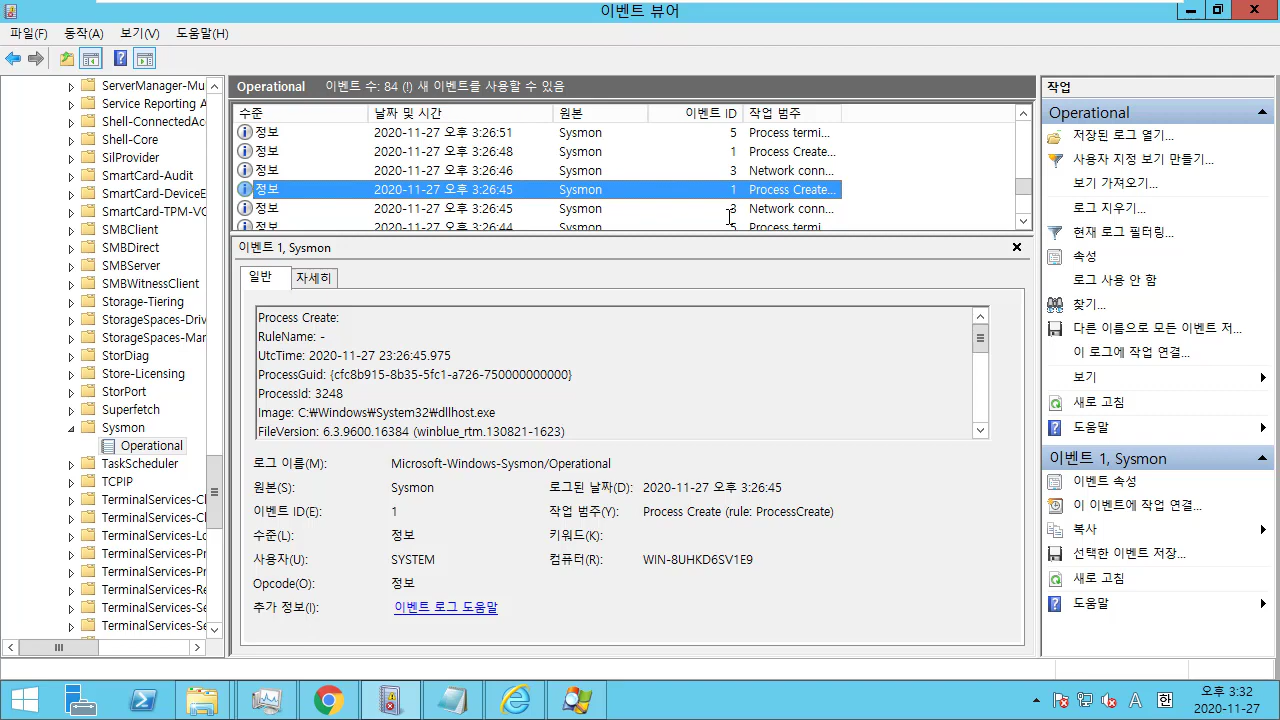 이벤트 뷰어
파일(F) 동작(A) 보기(V) 도움말(H)
ServerManager-Mu
Service Reporting A
Shell-ConnectedAc
Shell-Core
SilProvider
SmartCard-Audit
SmartCard-DeviceE
SmartCard-TPM-VC
SMBClient
SMBDirect
SMBServer
SMBWitnessClient
Storage-Tiering
StorageSpaces-Driv
StorageSpaces-Mar
StorDiag
Store-Licensing
StorPort
Superfetch
Sysmon
Operational
TaskScheduler
TCPIP
TerminalServices-Cl
TerminalServices-Cl
TerminalServices-Lo
TerminalServices-Pr
TerminalServices-Pr
TerminalServices-Re
TerminalServices-Se
TerminalServices-Se
Operational 이벤트 수: 84 (!) 새 이벤트를 사용할 수 있음
수준 날짜 및 시간 원본 이벤트 ID 작업 범주
정보 2020-11-27 오후 3:26:51 Sysmon 5 Process termi...
정보 2020-11-27 오후 3:26:48 Sysmon 1 Process Create...
정보 2020-11-27 오후 3:26:46 Sysmon 3 Network conn...
정보 2020-11-27 오후 3:26:45 Sysmon 1 Process Create...
정보 2020-11-27 오후 3:26:45 Sysmon 3 Network conn...
정보 2020-11-27 오후 3:26:44 Sysmon 5 Process termi...
이벤트 1, Sysmon
일반 자세히
Process Create:
RuleName: -
UtcTime: 2020-11-27 23:26:45.975
ProcessGuid: {cfc8b915-8b35-5fc1-a726-750000000000}
ProcessId: 3248
Image: C:₩Windows₩System32₩dllhost.exe
FileVersion: 6.3.9600.16384 (winblue_rtm.130821-1623)
로그 이름(M): Microsoft-Windows-Sysmon/Operational
원본(S): Sysmon 로그된 날짜(D): 2020-11-27 오후 3:26:45
이벤트 ID(E): 1 작업 범주(Y): Process Create (rule: ProcessCreate)
수준(L): 정보 키워드(K):
사용자(U): SYSTEM 컴퓨터(R): WIN-8UHKD6SV1E9
Opcode(O): 정보
추가 정보(I): 이벤트 로그 도움말
작업
Operational
저장된 로그 열기...
사용자 지정 보기 만들기...
보기 가져오기...
로그 지우기...
현재 로그 필터링...
속성
로그 사용 안 함
찾기...
다른 이름으로 모든 이벤트 저...
이 로그에 작업 연결...
보기
새로 고침
도움말
이벤트 1, Sysmon
이벤트 속성
이 이벤트에 작업 연결...
복사
선택한 이벤트 저장...
새로 고침
도움말
A 한 오후 3:32
2020-11-27